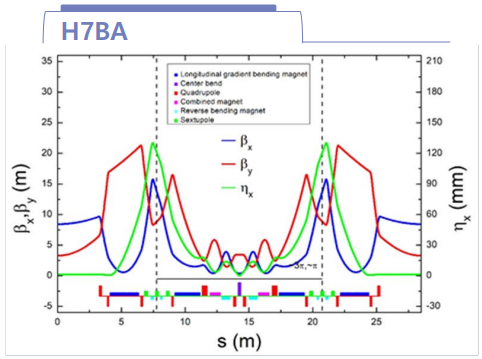 H7BA
35
30
25
20
15
10
5
0
-5
210
180
150
120
90
60
30
0
-30
Longitudinal gradient bending magnet
Center bend
Quadrupole
Combined magnet
Reverse bending magnet
Sextupole
βx
βy
ηx
βx,βy (m)
ηx (mm)
3π,~π
0 5 10 15 20 25
s (m)